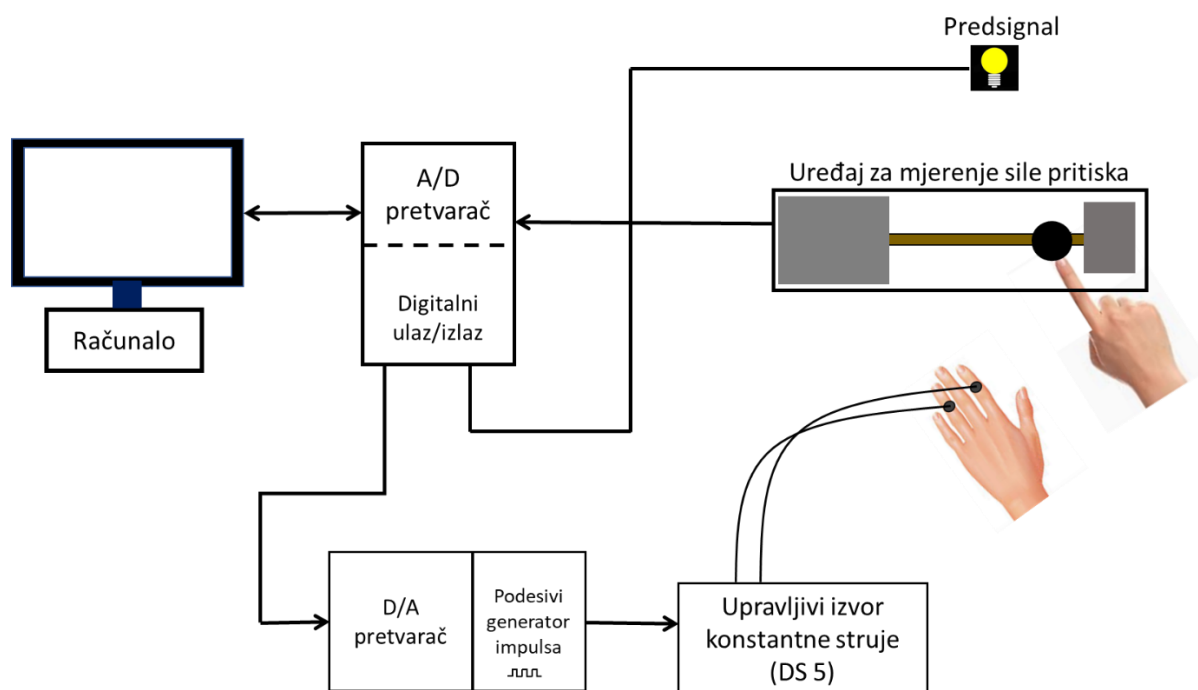 Predsignal
Uređaj za mjerenje sile pritiska
A/D
pretvarač
Digitalni
ulaz/izlaz
Računalo
D/A
pretvarač
Podesivi
generator
impulsa
Upravljivi izvor
konstantne struje
(DS 5)